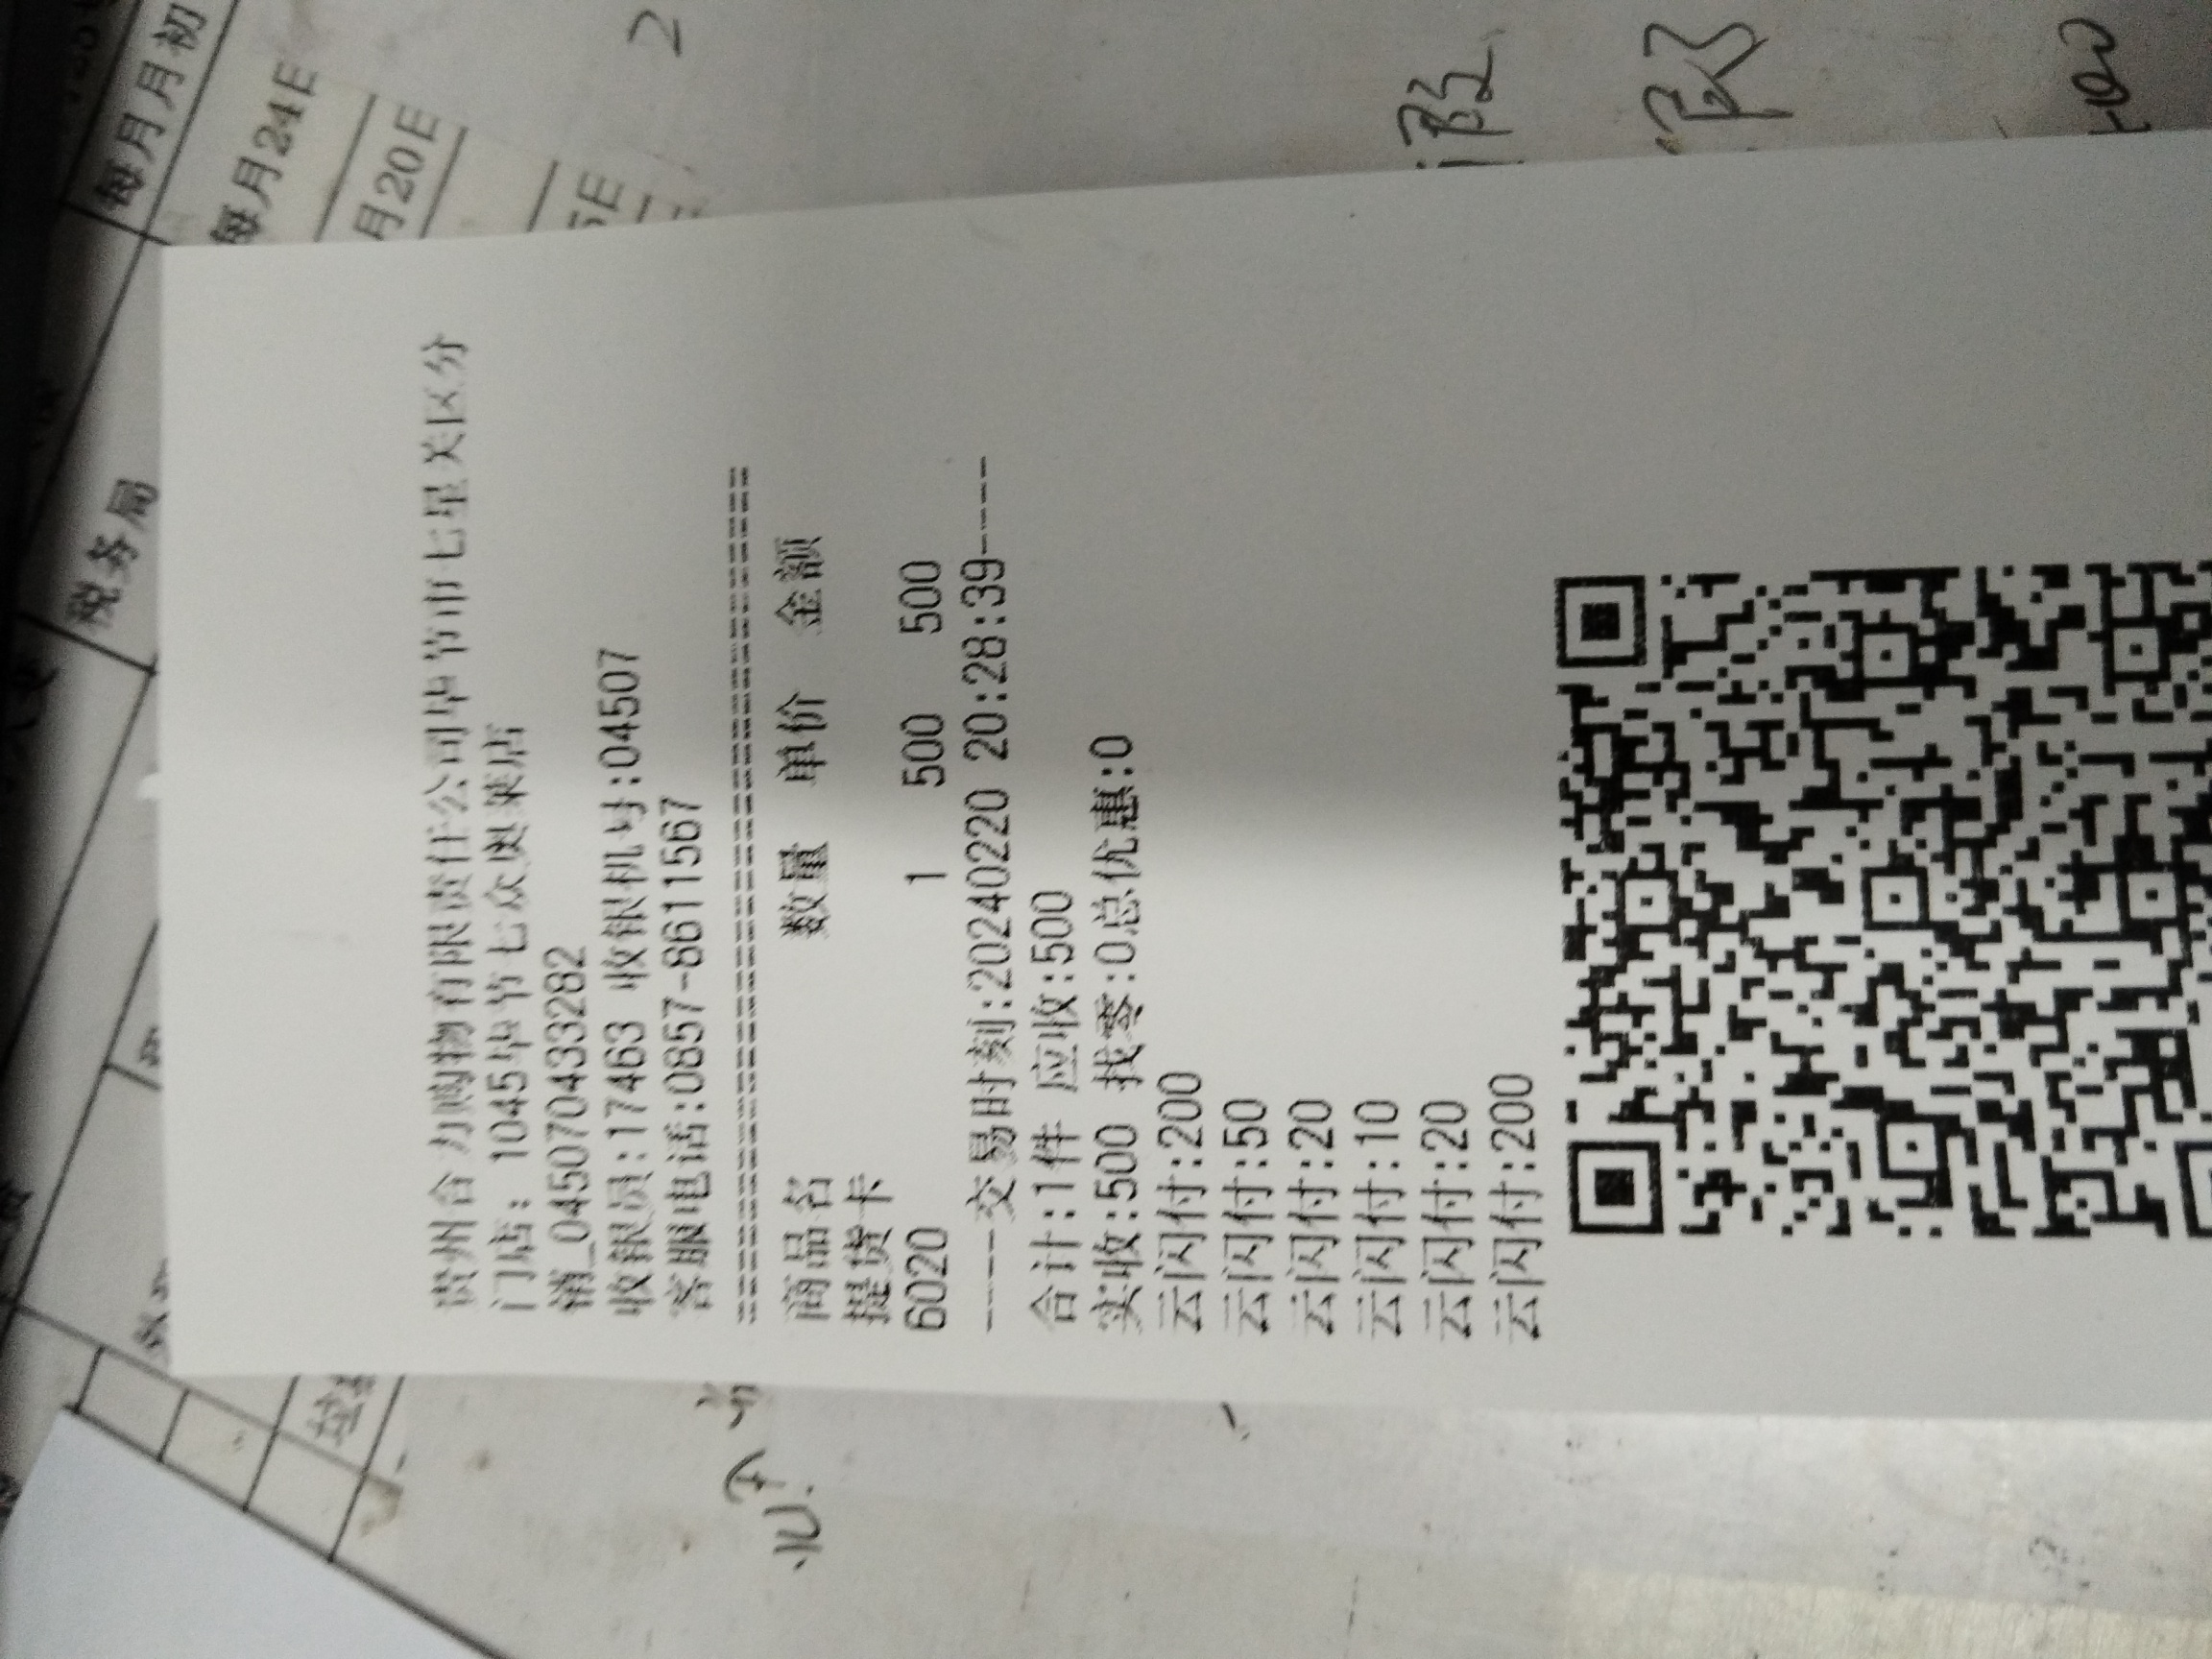 贵州合力购物有限责任公司毕节市七星关区分
门店: 1045毕节七众奥莱店
销_045070433282
收银员:17463 收银机号:04507
客服电话:0857-8611567
商品名 数量 单价 金额
提货卡
6020 1 500 500
-----交易时刻:20240220 20:28:39-----
合计:1件 应收:500
实收:500 找零:0总优惠:0
云闪付:200
云闪付:50
云闪付:20
云闪付:10
云闪付:20
云闪付:200
税务局
每月月初
每月24日
月20日